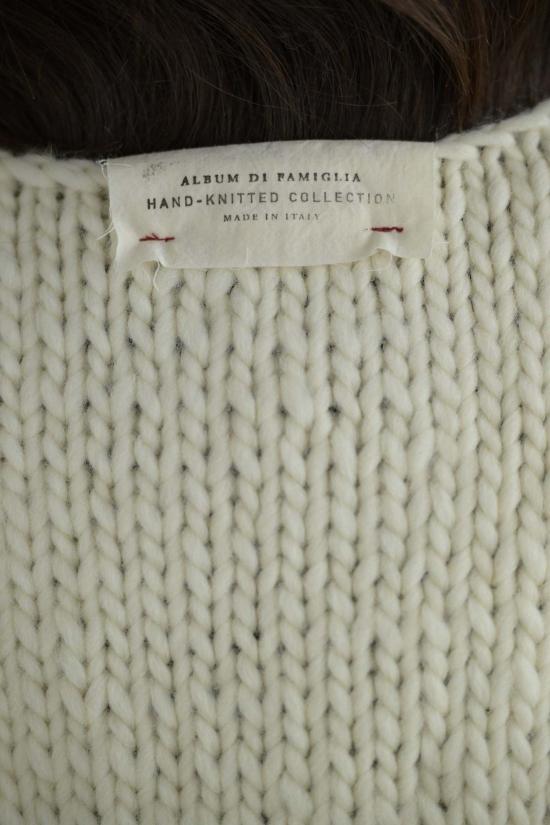 ALBUM DI FAMIGLIA
HAND-KNITTED COLLECTION
MADE IN ITALY